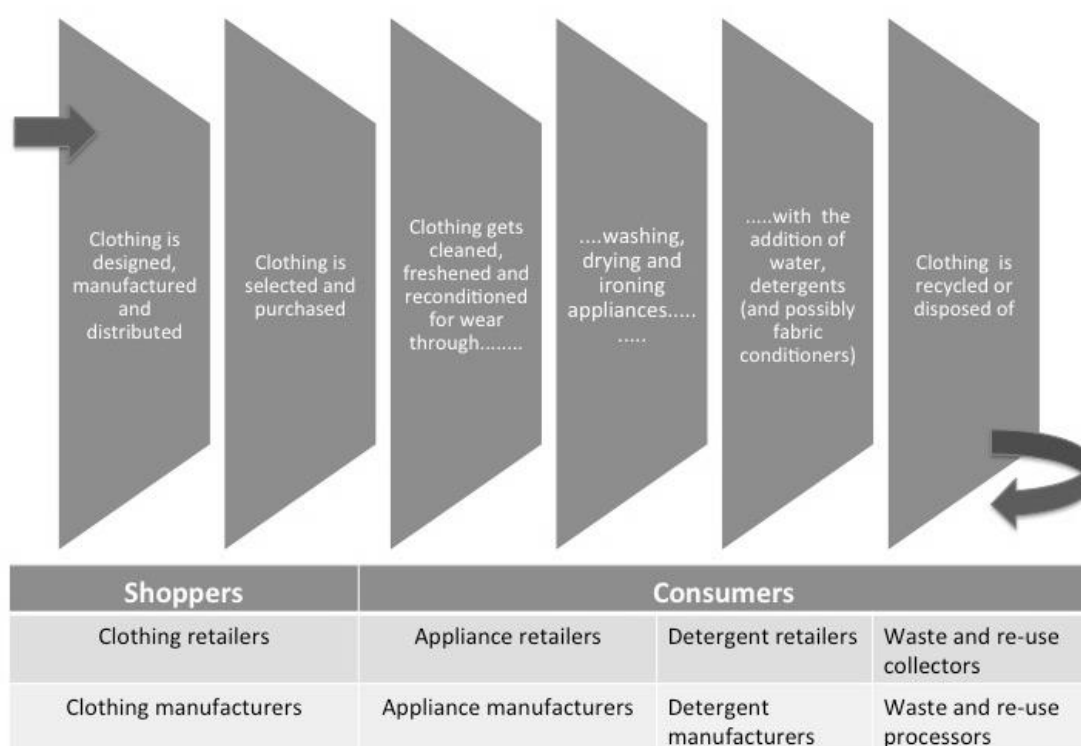 Clothing is
designed,
manufactured
and
distributed
Clothing is
selected and
purchased
Clothing gets
cleaned,
freshened and
reconditioned
for wear
through........
....washing,
drying and
ironing
appliances.....
.....
.....with the
addition of
water,
detergents
(and possibly
fabric
conditioners)
Clothing is
recycled or
disposed of
Shoppers
Consumers
Clothing retailers
Appliance retailers
Detergent retailers
Waste and re-use
collectors
Clothing manufacturers
Appliance manufacturers
Detergent
manufacturers
Waste and re-use
processors